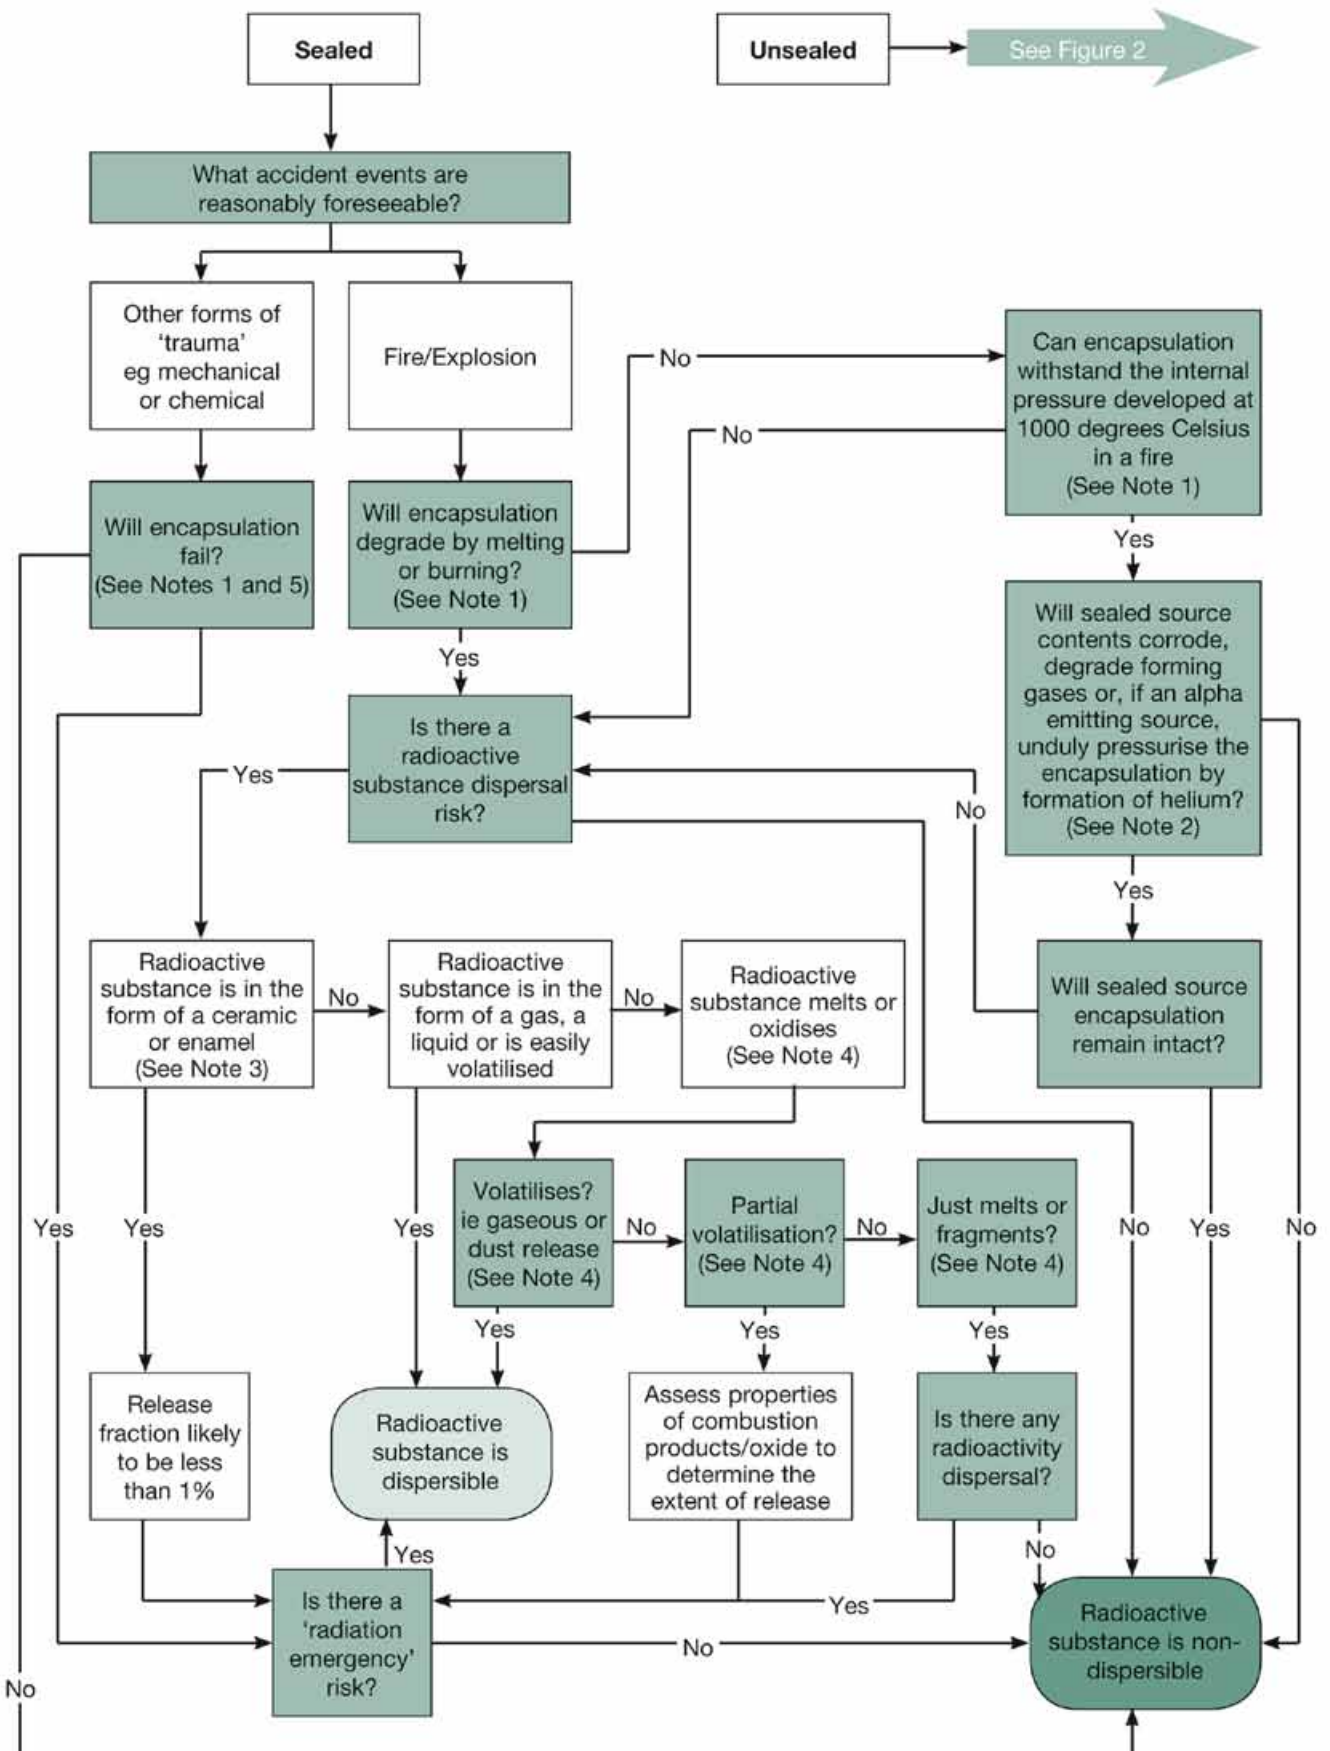 Sealed
Unsealed
See Figure 2
What accident events are
reasonably foreseeable?
Other forms of
‘trauma’
eg mechanical
or chemical
Fire/Explosion
No
Can encapsulation
withstand the internal
pressure developed at
1000 degrees Celsius
in a fire
(See Note 1)
No
Will encapsulation
fail?
(See Notes 1 and 5)
Will encapsulation
degrade by melting
or burning?
(See Note 1)
Yes
Yes
Will sealed source
contents corrode,
degrade forming
gases or, if an alpha
emitting source,
unduly pressurise the
encapsulation by
formation of helium?
(See Note 2)
Is there a
radioactive
substance dispersal
risk?
Yes
No
Yes
Radioactive
substance is in the
form of a ceramic
or enamel
(See Note 3)
No
Radioactive
substance is in the
form of a gas, a
liquid or is easily
volatilised
No
Radioactive
substance melts or
oxidises
(See Note 4)
Will sealed source
encapsulation
remain intact?
Yes
Yes
Yes
Volatilises?
ie gaseous or
dust release
(See Note 4)
No
Partial
volatilisation?
(See Note 4)
No
Just melts or
fragments?
(See Note 4)
No
Yes
No
Yes
Yes
Yes
Release
fraction likely
to be less
than 1%
Radioactive
substance is
dispersible
Assess properties
of combustion
products/oxide to
determine the
extent of release
Is there any
radioactivity
dispersal?
Yes
No
Is there a
‘radiation
emergency’
risk?
Yes
No
Radioactive
substance is non-
dispersible
No